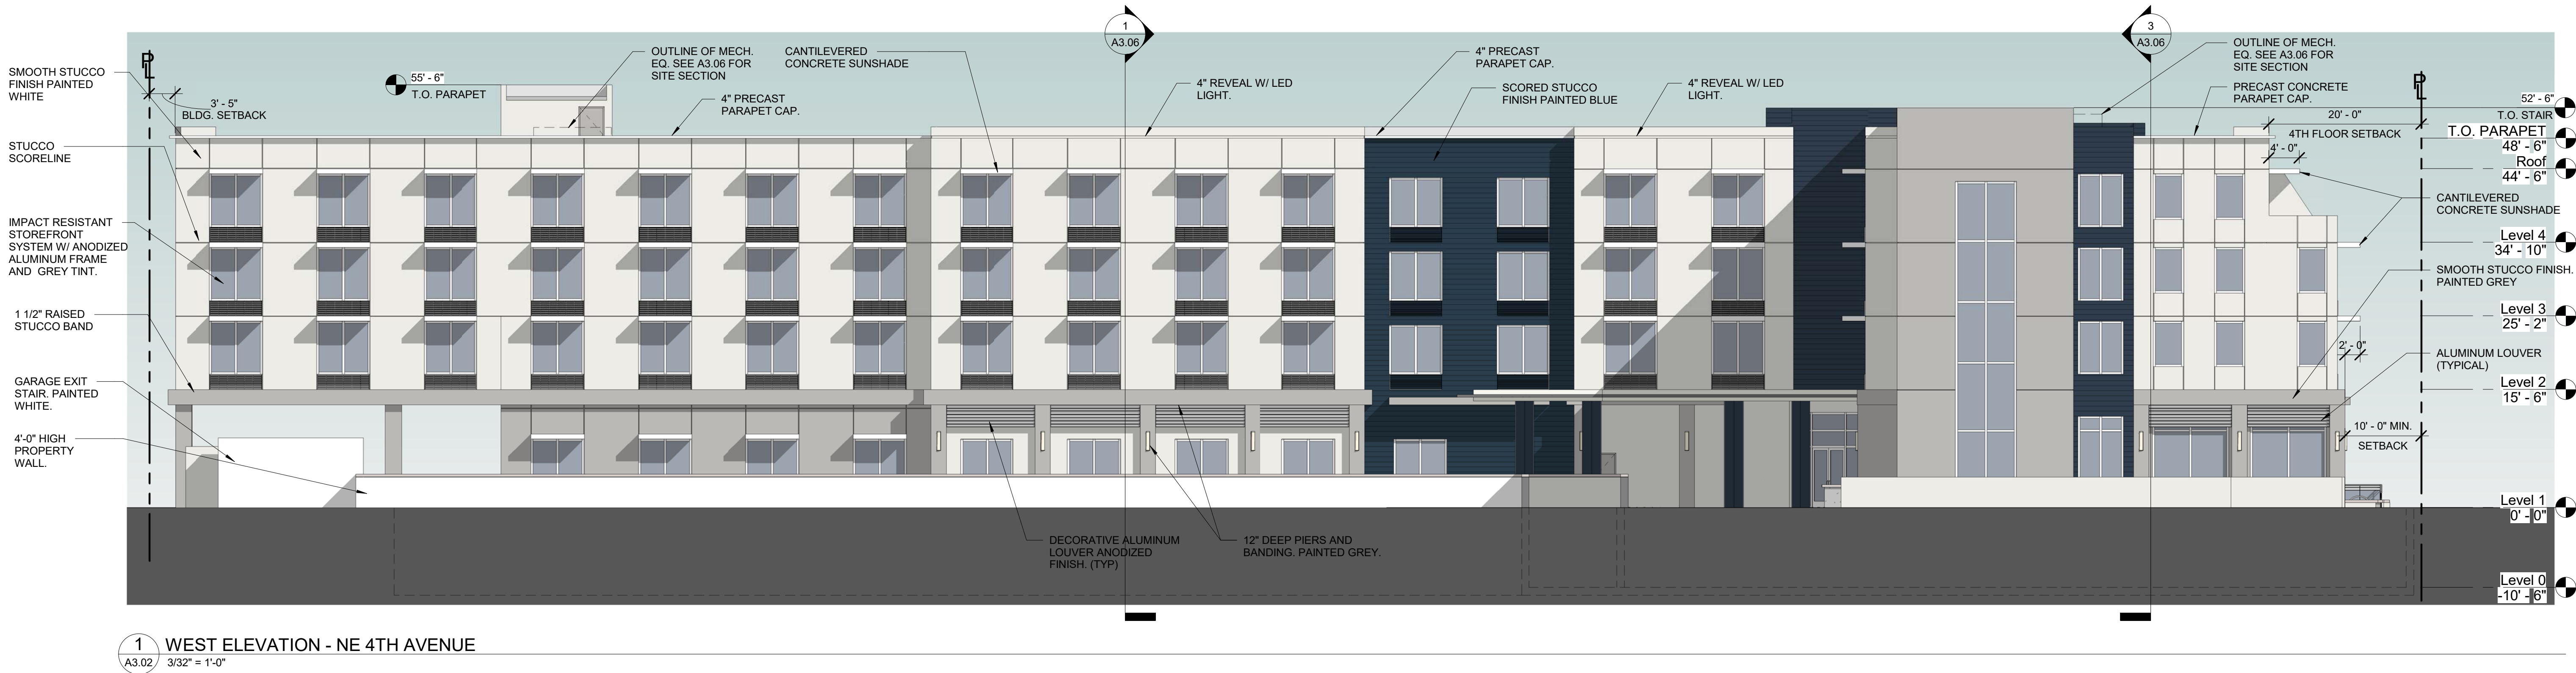 1
A3.06
3
A3.06
SMOOTH STUCCO
FINISH PAINTED
WHITE
PL
3' - 5"
BLDG. SETBACK
55' - 6"
T.O. PARAPET
OUTLINE OF MECH.
EQ. SEE A3.06 FOR
SITE SECTION
CANTILEVERED
CONCRETE SUNSHADE
4" PRECAST
PARAPET CAP.
4" REVEAL W/ LED
LIGHT.
4" PRECAST
PARAPET CAP.
SCORED STUCCO
FINISH PAINTED BLUE
4" REVEAL W/ LED
LIGHT.
OUTLINE OF MECH.
EQ. SEE A3.06 FOR
SITE SECTION
PRECAST CONCRETE
PARAPET CAP.
PL
20' - 0"
4TH FLOOR SETBACK
4' - 0"
52' - 6"
T.O. STAIR
T.O. PARAPET
48' - 6"
Roof
44' - 6"
CANTILEVERED
CONCRETE SUNSHADE
Level 4
34' - 10"
SMOOTH STUCCO FINISH.
PAINTED GREY
Level 3
25' - 2"
2' - 0"
ALUMINUM LOUVER
(TYPICAL)
Level 2
15' - 6"
10' - 0" MIN.
SETBACK
Level 1
0' - 0"
Level 0
-10' - 6"
STUCCO
SCORELINE
IMPACT RESISTANT
STOREFRONT
SYSTEM W/ ANODIZED
ALUMINUM FRAME
AND GREY TINT.
1 1/2" RAISED
STUCCO BAND
GARAGE EXIT
STAIR. PAINTED
WHITE.
4'-0" HIGH
PROPERTY
WALL.
DECORATIVE ALUMINUM
LOUVER ANODIZED
FINISH. (TYP)
12" DEEP PIERS AND
BANDING. PAINTED GREY.
1
A3.02
WEST ELEVATION - NE 4TH AVENUE
3/32" = 1'-0"